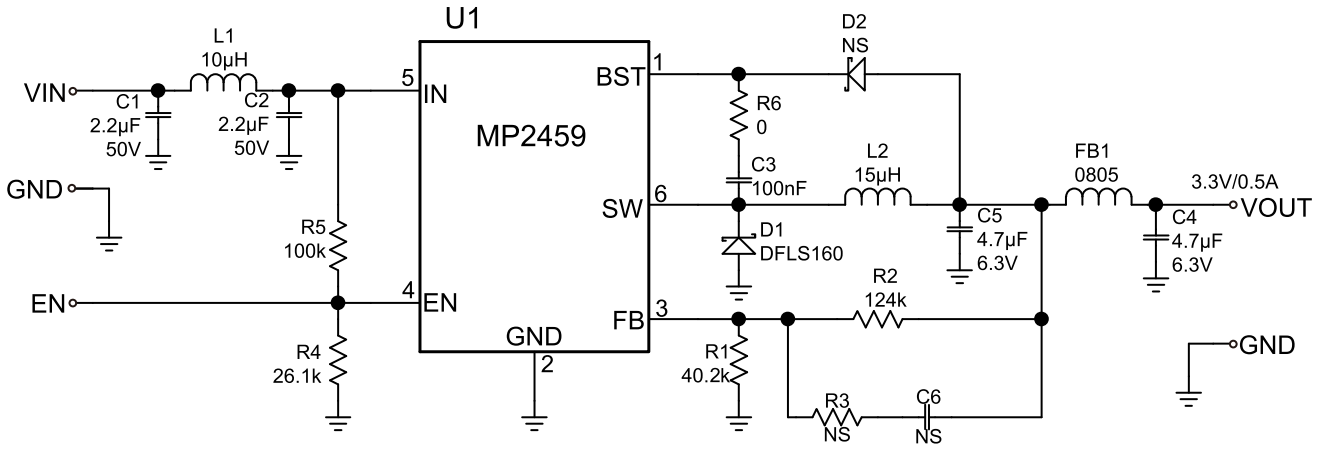 U1
MP2459
VIN
C1
2.2µF
50V
L1
10µH
C2
2.2µF
50V
5
IN
GND
R5
100k
EN
4
EN
R4
26.1k
GND
2
1
BST
R6
0
D2
NS
C3
100nF
6
SW
L2
15µH
D1
DFLS160
C5
4.7µF
6.3V
FB1
0805
3.3V/0.5A
VOUT
C4
4.7µF
6.3V
3
FB
R1
40.2k
R2
124k
R3
NS
C6
NS
GND